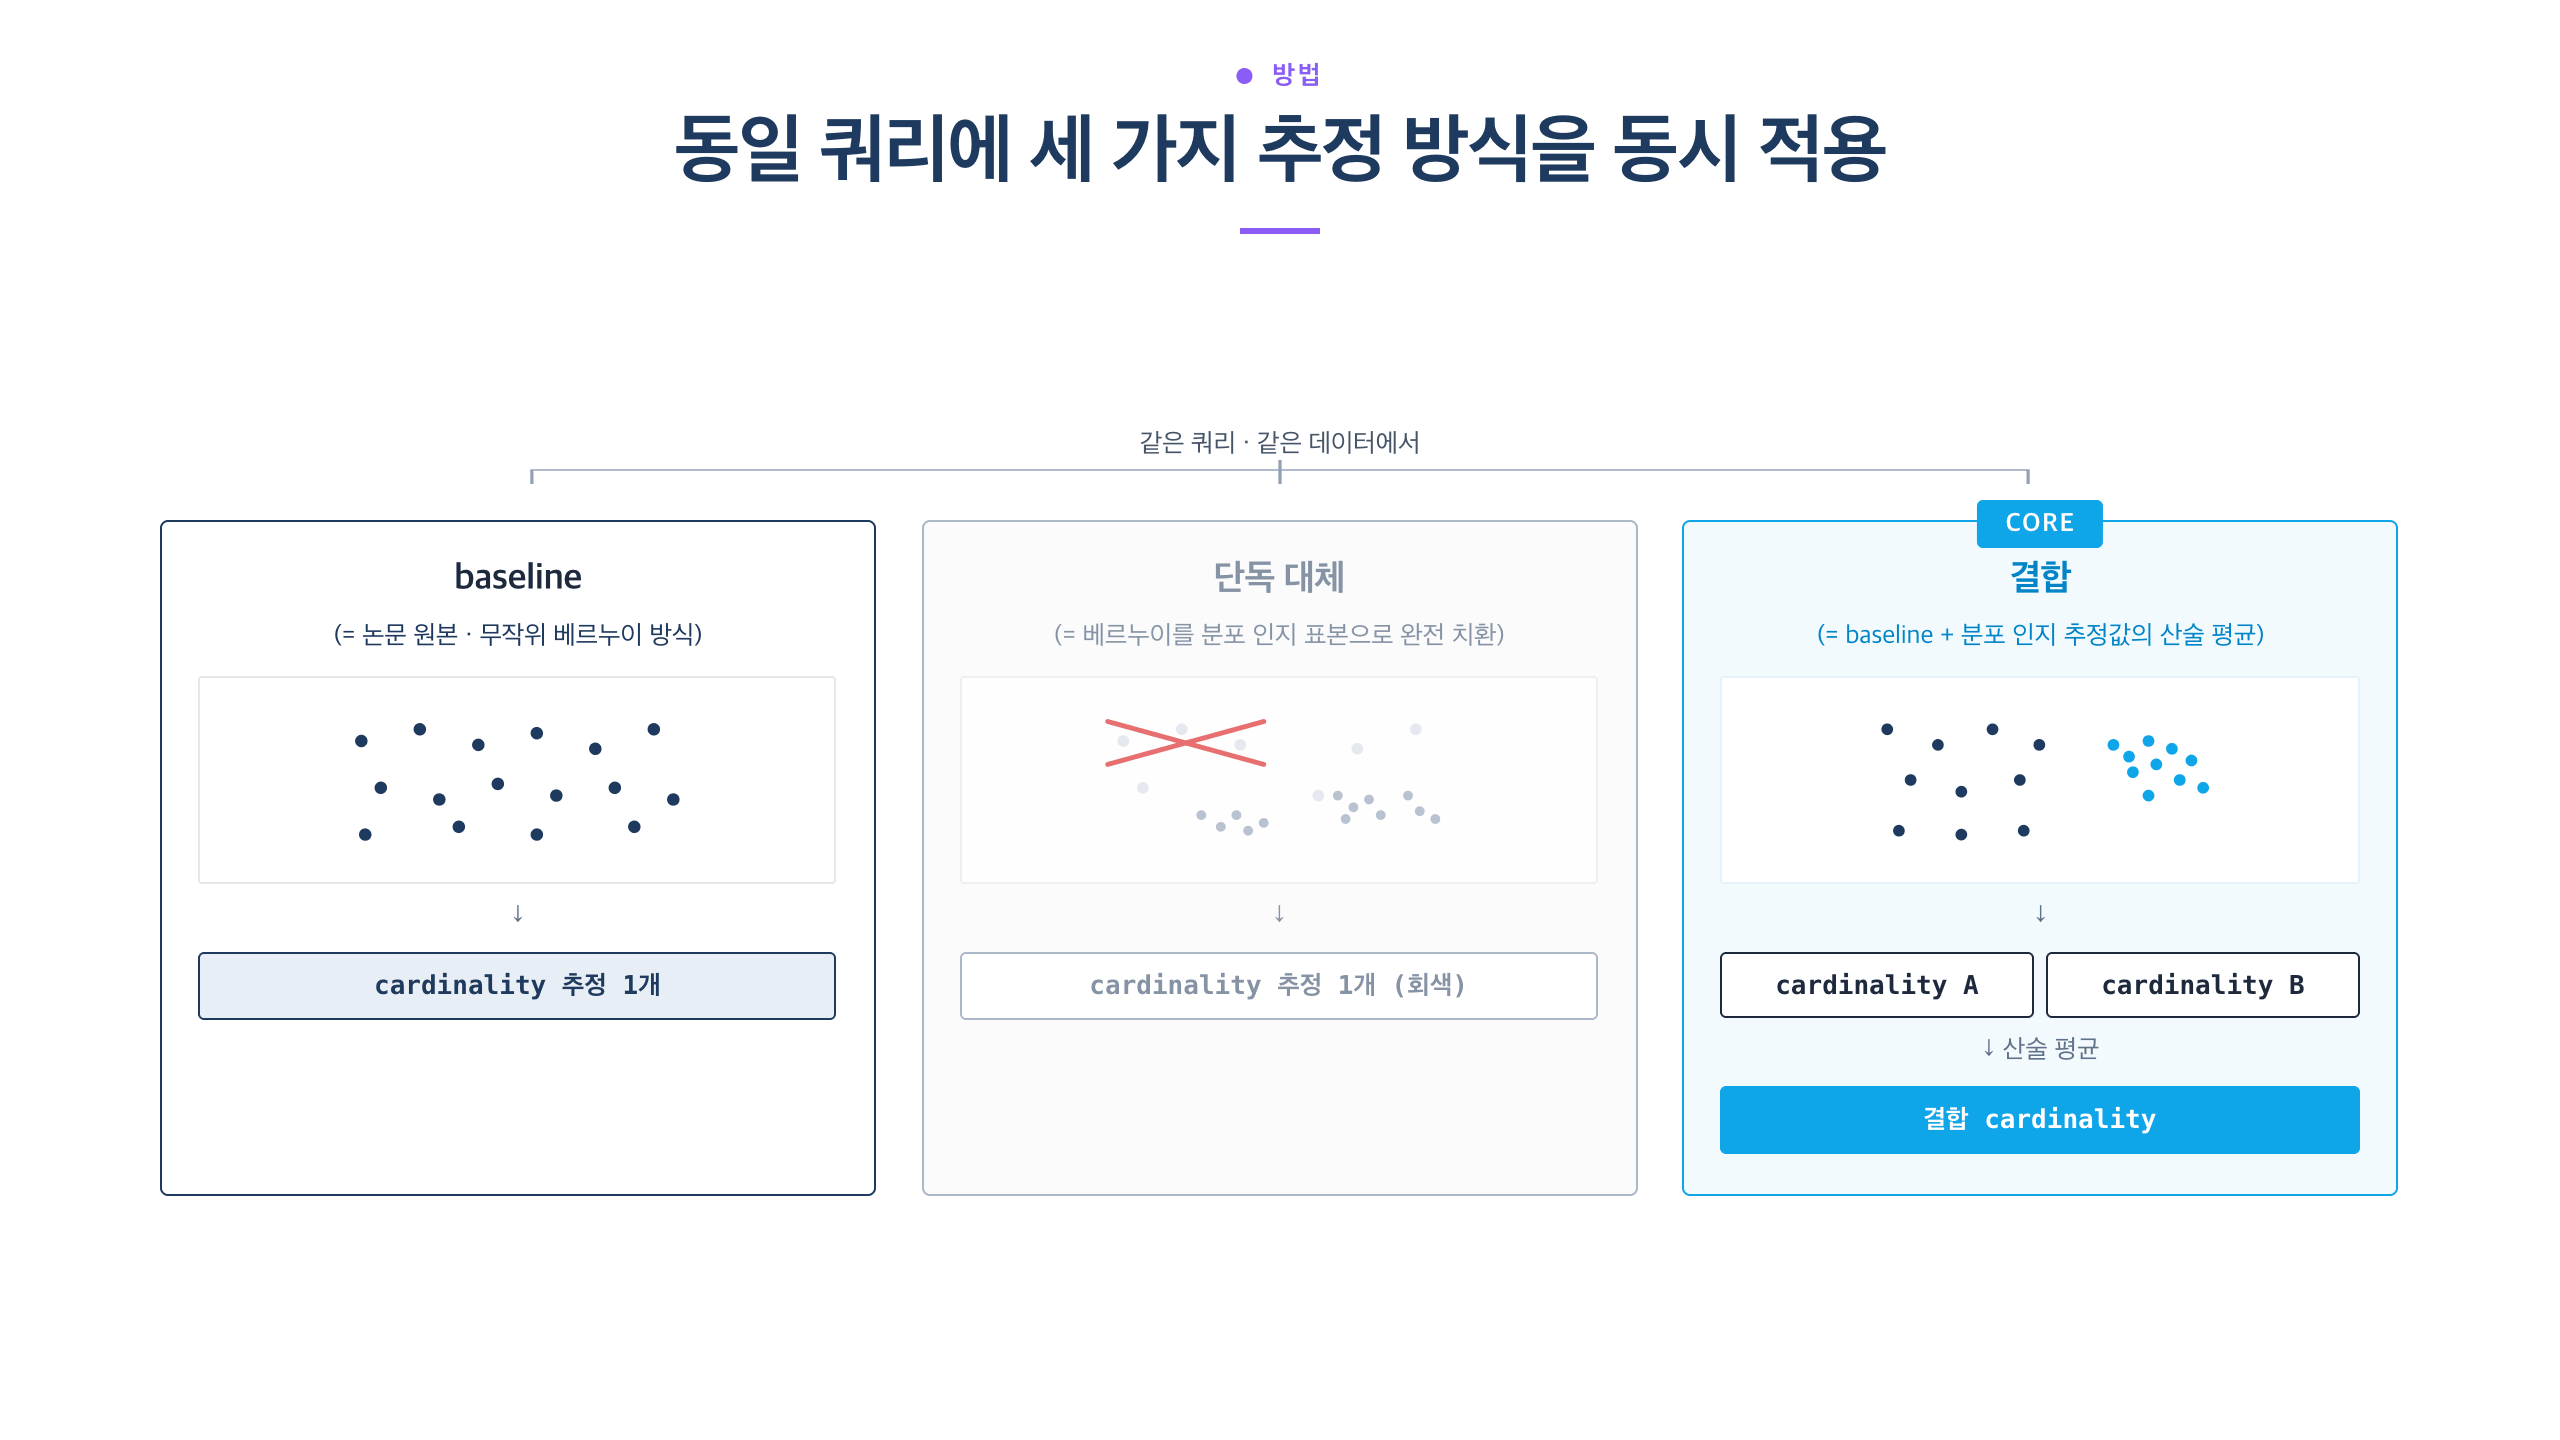 방법
동일 쿼리에 세 가지 추정 방식을 동시 적용
같은 쿼리 · 같은 데이터에서
baseline
(= 논문 원본 · 무작위 베르누이 방식)
↓
cardinality 추정 1개
단독 대체
(= 베르누이를 분포 인지 표본으로 완전 치환)
↓
cardinality 추정 1개 (회색)
CORE
결합
(= baseline + 분포 인지 추정값의 산술 평균)
↓
cardinality A
cardinality B
↓ 산술 평균
결합 cardinality